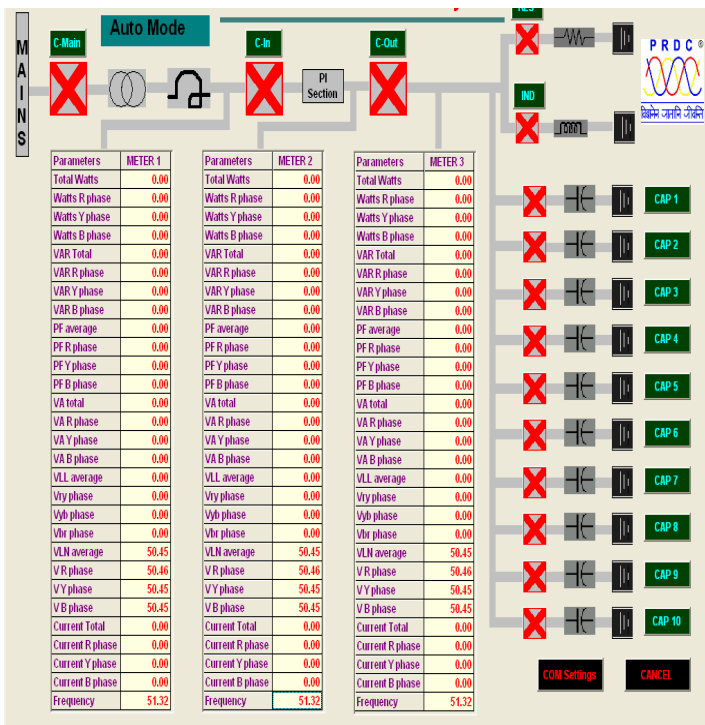 RES
Auto Mode
C-Main
C-In
C-Out
MAINS
PI
Section
IND
PRDC ®
Parameters METER 1
Total Watts 0.00
Watts R phase 0.00
Watts Y phase 0.00
Watts B phase 0.00
VAR Total 0.00
VAR R phase 0.00
VAR Y phase 0.00
VAR B phase 0.00
PF average 0.00
PF R phase 0.00
PF Y phase 0.00
PF B phase 0.00
VA total 0.00
VA R phase 0.00
VA Y phase 0.00
VA B phase 0.00
VLL average 0.00
Vry phase 0.00
Vyb phase 0.00
Vbr phase 0.00
VLN average 50.45
V R phase 50.46
V Y phase 50.45
V B phase 50.45
Current Total 0.00
Current R phase 0.00
Current Y phase 0.00
Current B phase 0.00
Frequency 51.32
Parameters METER 2
Total Watts 0.00
Watts R phase 0.00
Watts Y phase 0.00
Watts B phase 0.00
VAR Total 0.00
VAR R phase 0.00
VAR Y phase 0.00
VAR B phase 0.00
PF average 0.00
PF R phase 0.00
PF Y phase 0.00
PF B phase 0.00
VA total 0.00
VA R phase 0.00
VA Y phase 0.00
VA B phase 0.00
VLL average 0.00
Vry phase 0.00
Vyb phase 0.00
Vbr phase 0.00
VLN average 50.45
V R phase 50.46
V Y phase 50.45
V B phase 50.45
Current Total 0.00
Current R phase 0.00
Current Y phase 0.00
Current B phase 0.00
Frequency 51.32
Parameters METER 3
Total Watts 0.00
Watts R phase 0.00
Watts Y phase 0.00
Watts B phase 0.00
VAR Total 0.00
VAR R phase 0.00
VAR Y phase 0.00
VAR B phase 0.00
PF average 0.00
PF R phase 0.00
PF Y phase 0.00
PF B phase 0.00
VA total 0.00
VA R phase 0.00
VA Y phase 0.00
VA B phase 0.00
VLL average 0.00
Vry phase 0.00
Vyb phase 0.00
Vbr phase 0.00
VLN average 50.45
V R phase 50.46
V Y phase 50.45
V B phase 50.45
Current Total 0.00
Current R phase 0.00
Current Y phase 0.00
Current B phase 0.00
Frequency 51.32
CAP 1
CAP 2
CAP 3
CAP 4
CAP 5
CAP 6
CAP 7
CAP 8
CAP 9
CAP 10
COM Settings
CANCEL